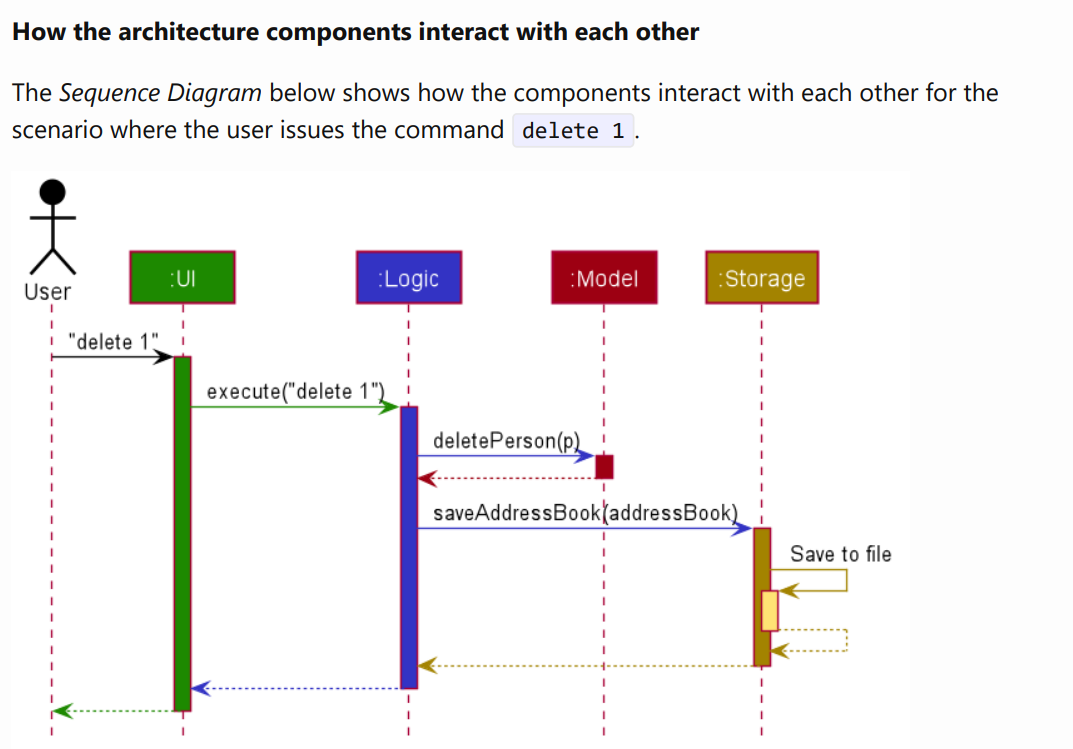 How the architecture components interact with each other
The Sequence Diagram below shows how the components interact with each other for the
scenario where the user issues the command delete 1 .
User
:UI
:Logic
:Model
:Storage
"delete 1"
execute("delete 1")
deletePerson(p)
saveAddressBook(addressBook)
Save to file